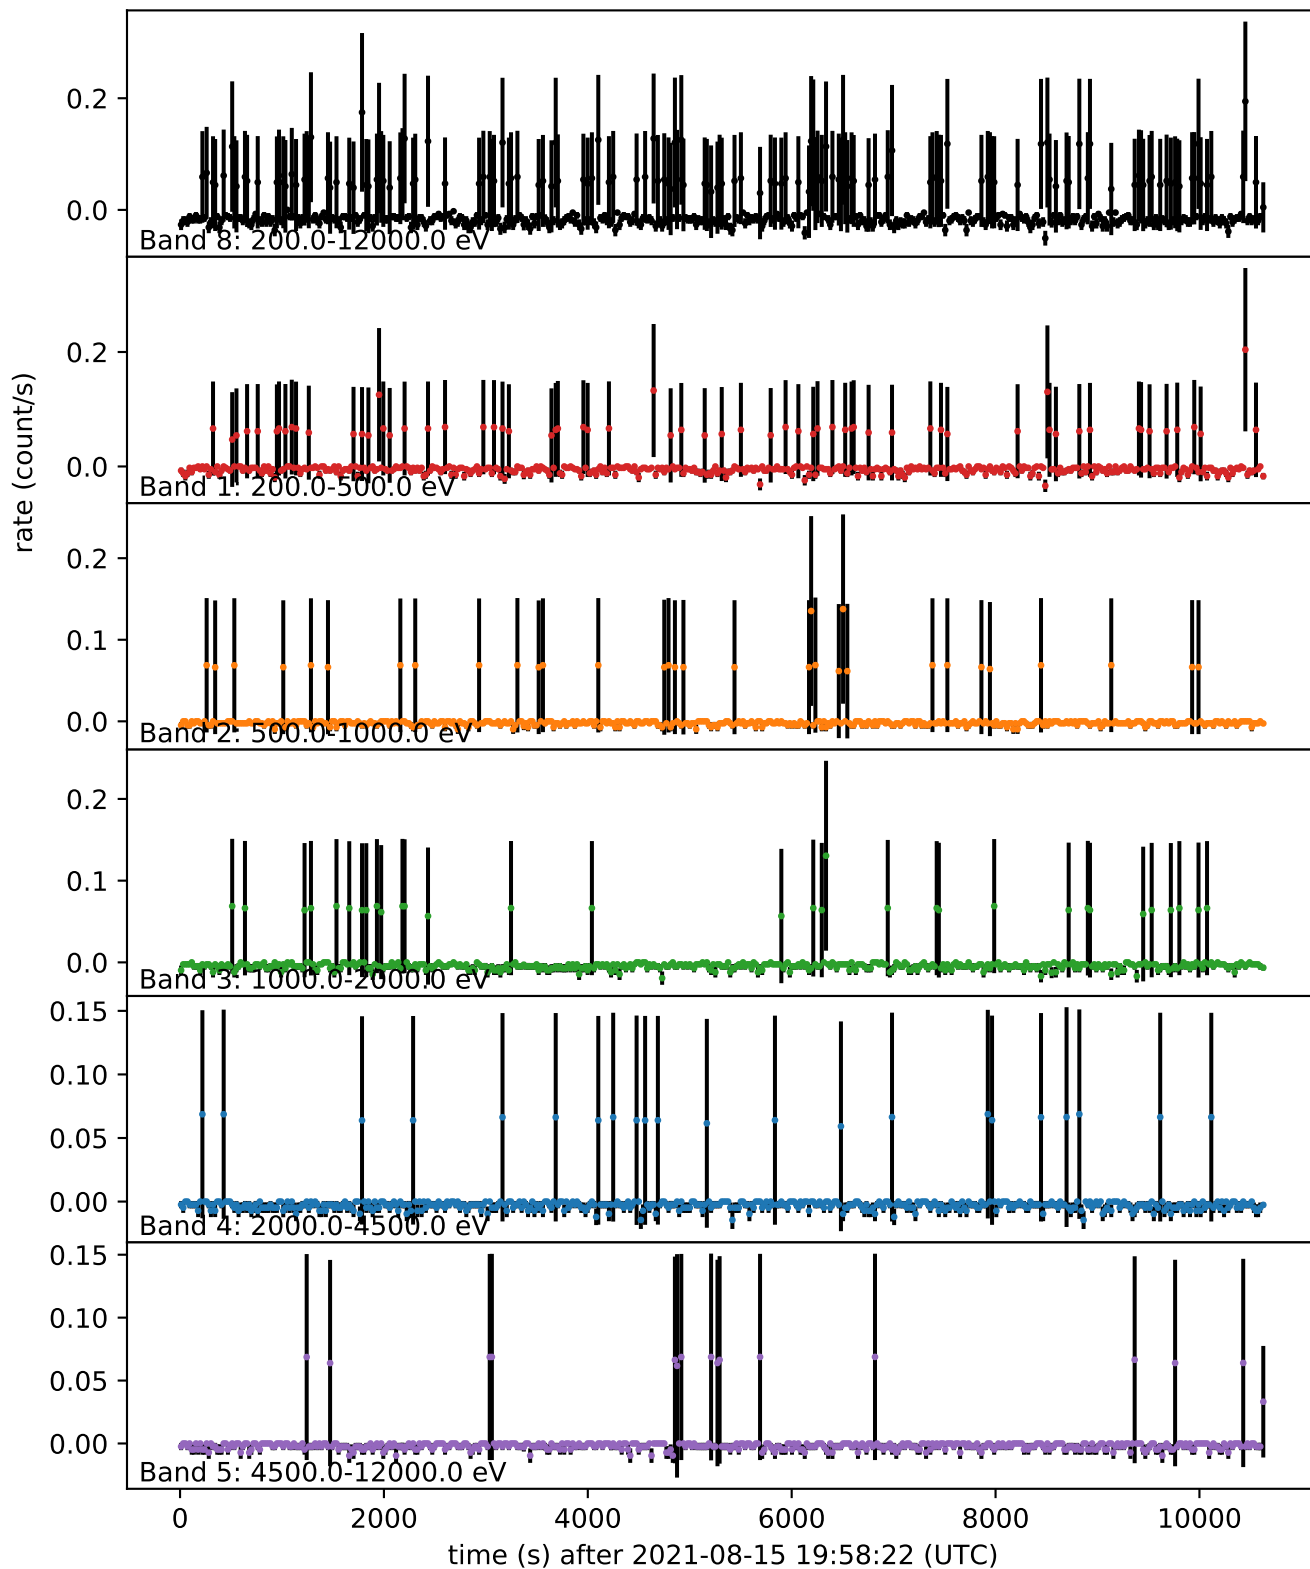 0.2
0.0
Band 8: 200.0-12000.0 eV
0.2
0.0
Band 1: 200.0-500.0 eV
rate (count/s)
0.2
0.1
0.0
Band 2: 500.0-1000.0 eV
0.2
0.1
0.0
Band 3: 1000.0-2000.0 eV
0.15
0.10
0.05
0.00
Band 4: 2000.0-4500.0 eV
0.15
0.10
0.05
0.00
Band 5: 4500.0-12000.0 eV
0 2000 4000 6000 8000 10000
time (s) after 2021-08-15 19:58:22 (UTC)